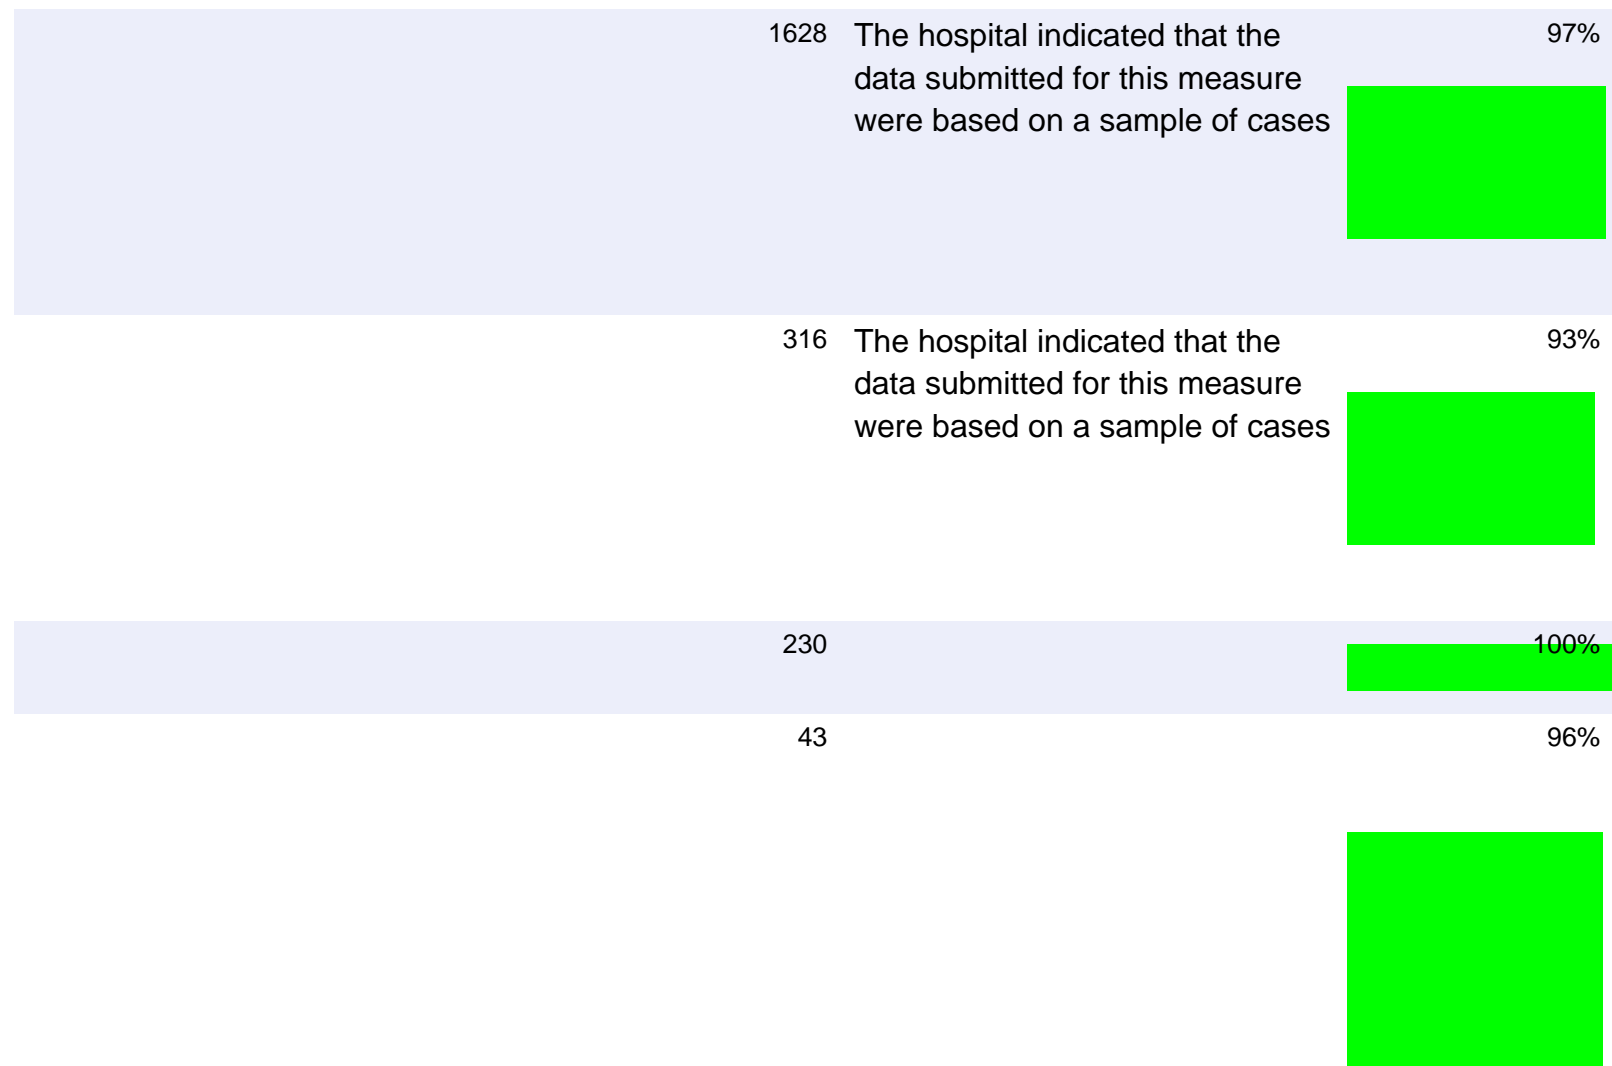 1628 The hospital indicated that the 97%
data submitted for this measure
were based on a sample of cases
316 The hospital indicated that the 93%
data submitted for this measure
were based on a sample of cases
230 100%
43 96%